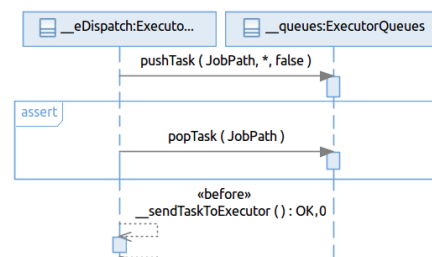 __eDispatch:Executo... __queues:ExecutorQueues
pushTask ( JobPath, *, false )
assert
popTask ( JobPath )
«before»
__sendTaskToExecutor ( ) : OK,0